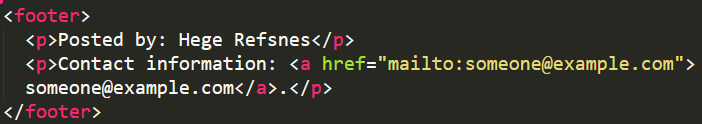 <footer>
  <p>Posted by: Hege Refsnes</p>
  <p>Contact information: <a href="mailto:someone@example.com">
  someone@example.com</a>.</p>
</footer>